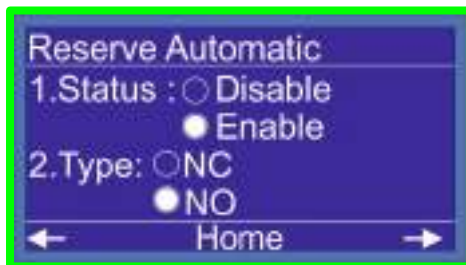 Reserve Automatic
1.Status : ○ Disable
● Enable
2.Type: ○NC
●NO
← Home →